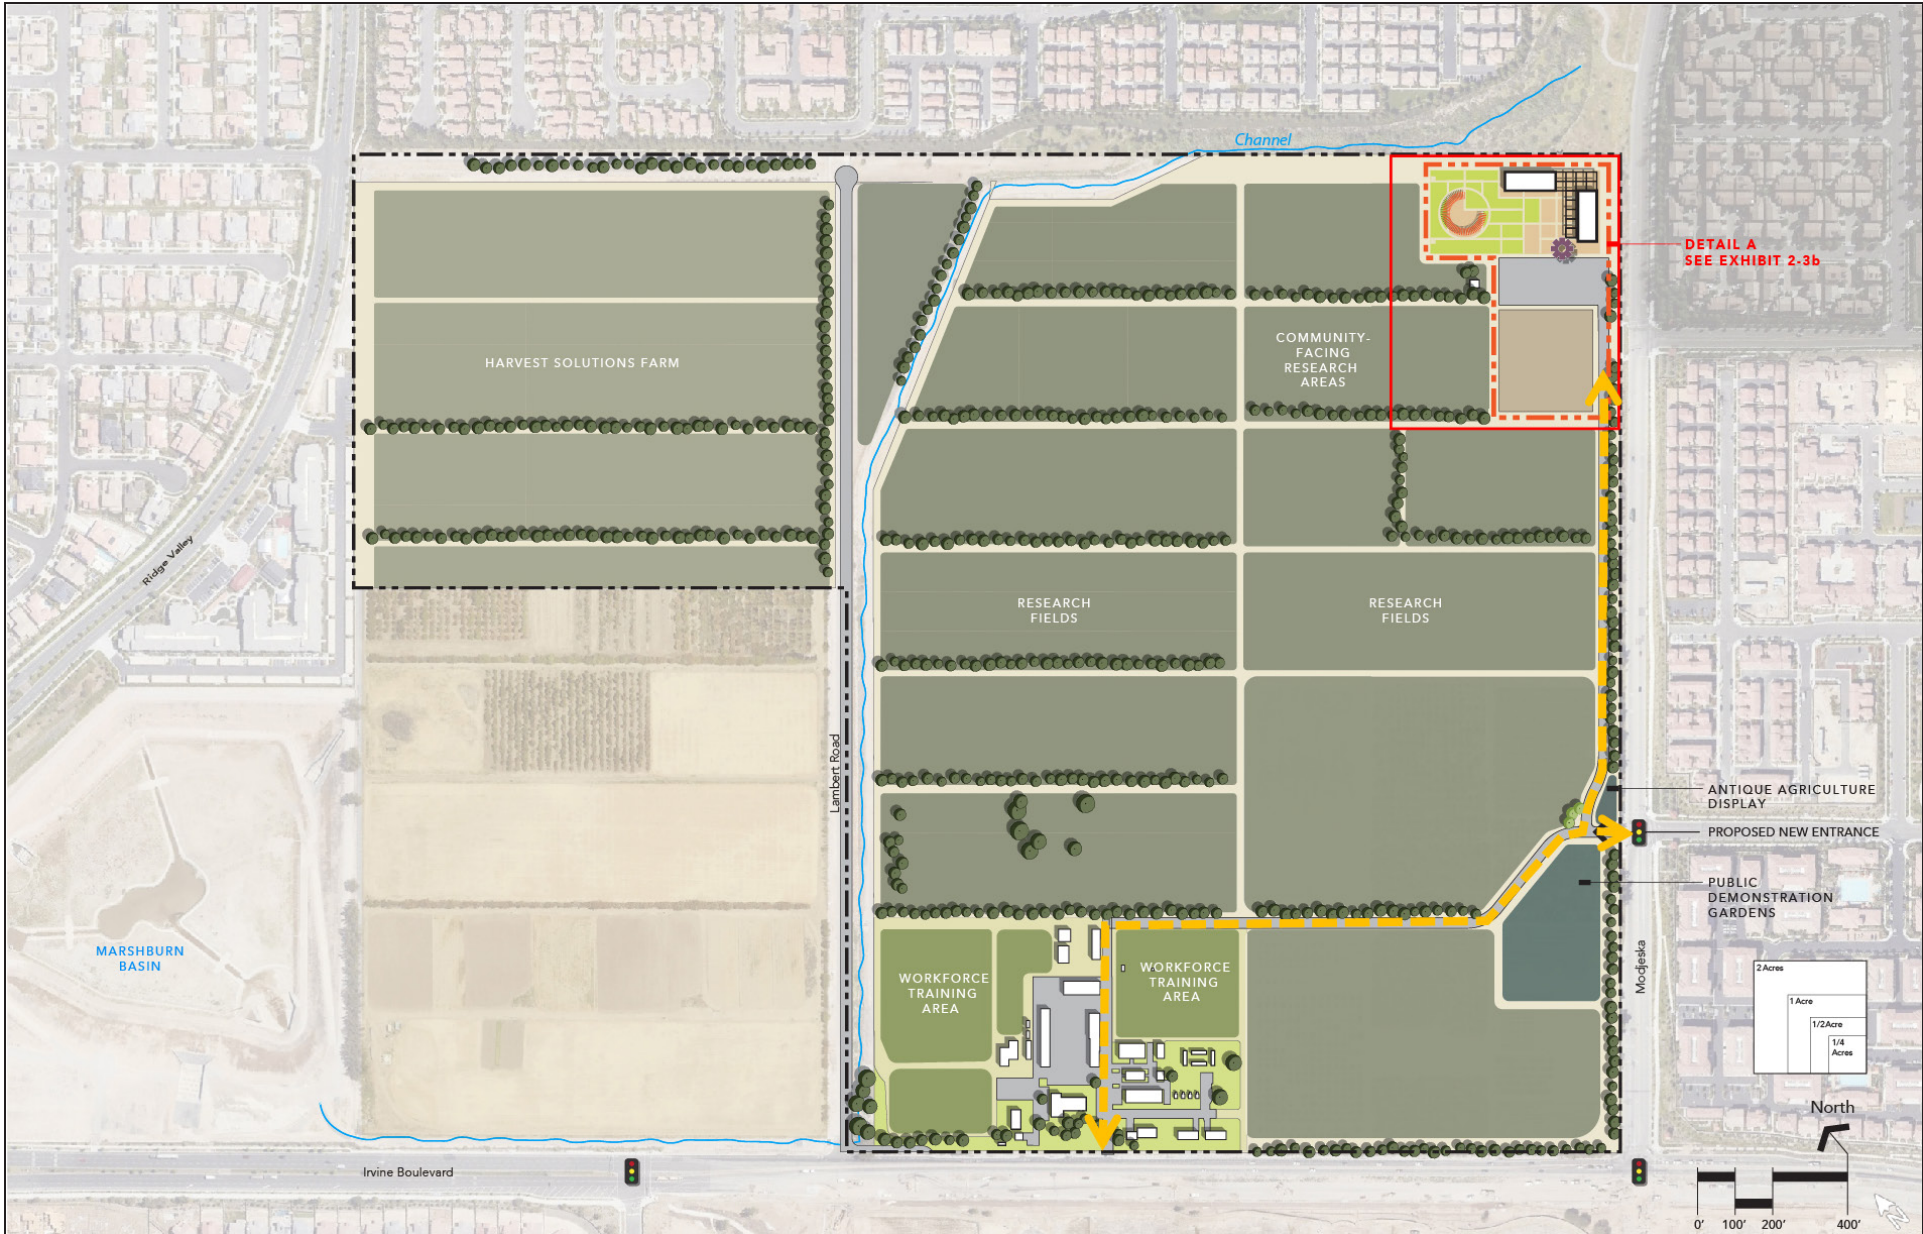 Channel
DETAIL A
SEE EXHIBIT 2-3b
HARVEST SOLUTIONS FARM
COMMUNITY-
FACING
RESEARCH
AREAS
Ridge Valley
RESEARCH
FIELDS
RESEARCH
FIELDS
Lambert Road
ANTIQUE AGRICULTURE
DISPLAY
PROPOSED NEW ENTRANCE
PUBLIC
DEMONSTRATION
GARDENS
MARSHBURN
BASIN
WORKFORCE
TRAINING
AREA
WORKFORCE
TRAINING
AREA
Modjeska
2 Acres
1 Acre
1/2Acre
1/4
Acres
North
Irvine Boulevard
0'
100'
200'
400'
N